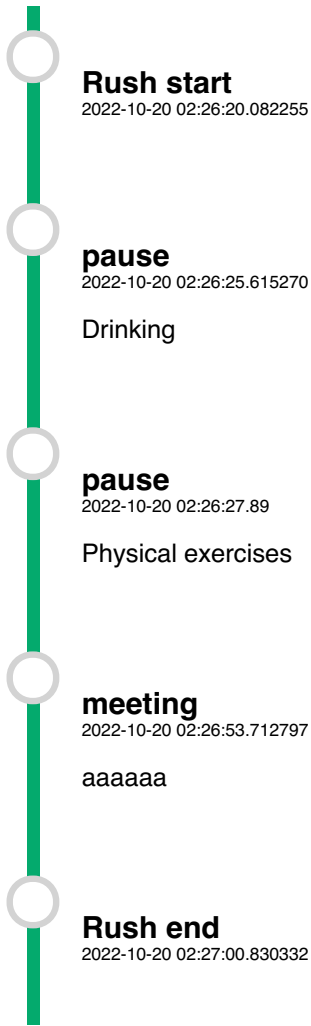 Rush start
2022-10-20 02:26:20.082255
pause
2022-10-20 02:26:25.615270
Drinking
pause
2022-10-20 02:26:27.89
Physical exercises
meeting
2022-10-20 02:26:53.712797
aaaaaa
Rush end
2022-10-20 02:27:00.830332